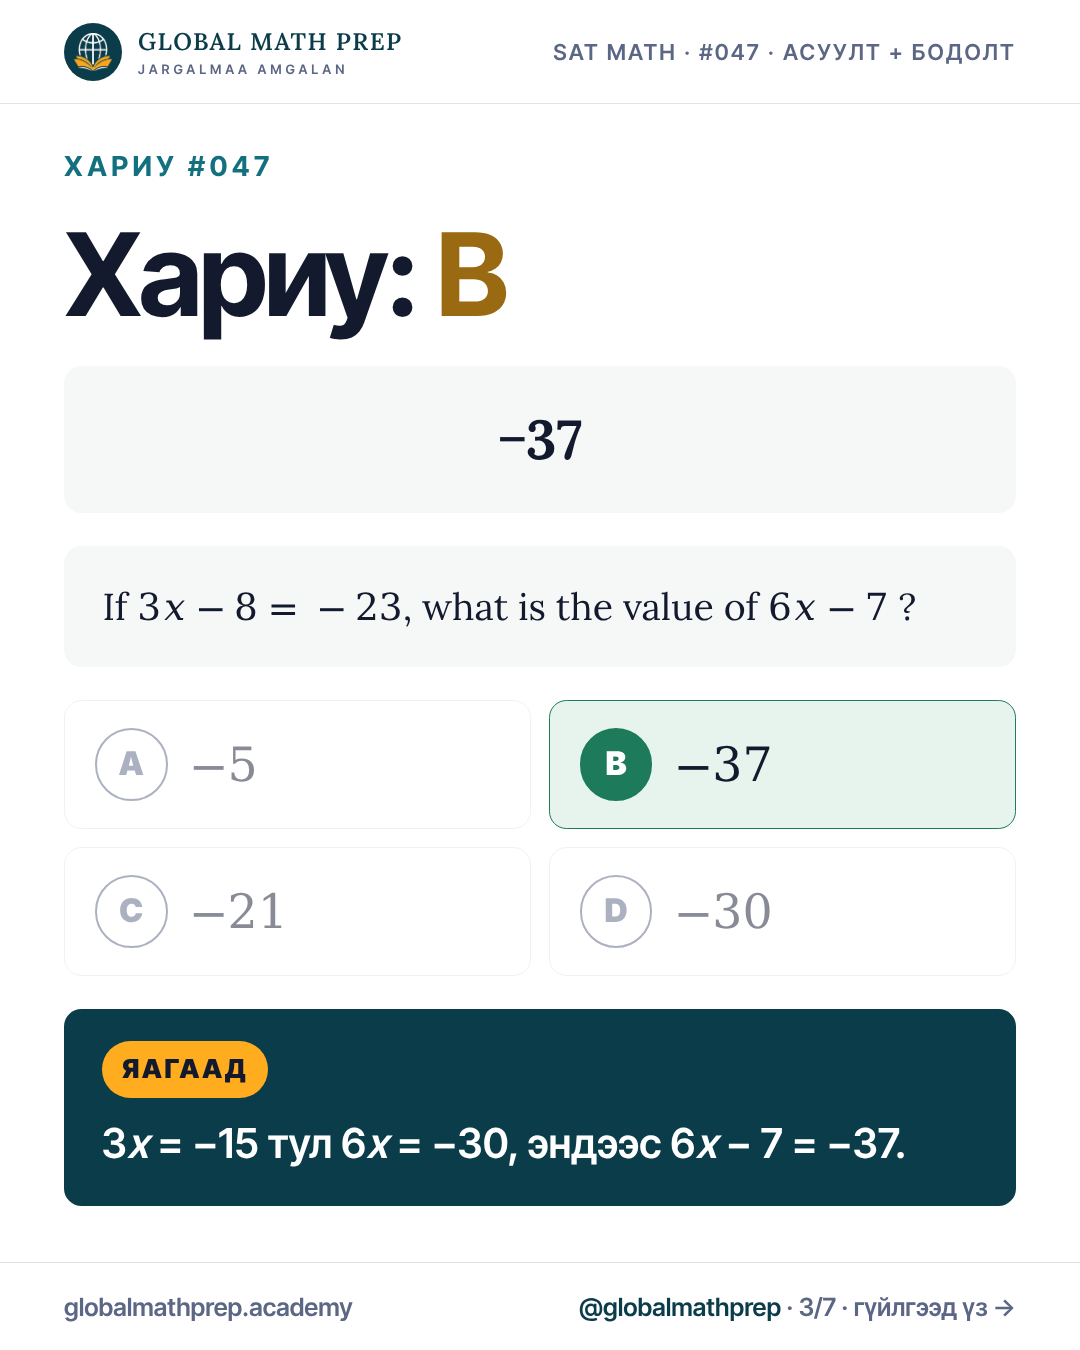 GLOBAL MATH PREP
JARGALMAA AMGALAN
SAT MATH · #047 · АСУУЛТ + БОДОЛТ
ХАРИУ #047
Хариу: B
−37
If 3x − 8 = − 23, what is the value of 6x − 7 ?
A −5
B −37
C −21
D −30
ЯАГААД
3x = −15 тул 6x = −30, эндээс 6x − 7 = −37.
globalmathprep.academy
@globalmathprep · 3/7 · гүйлгээд үз →